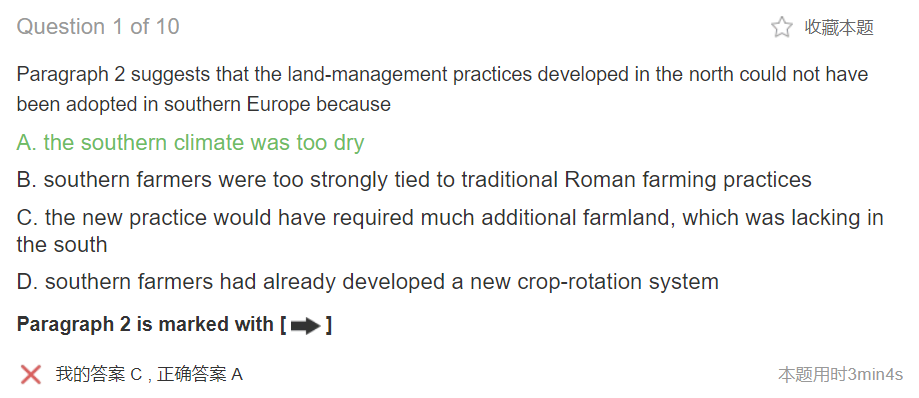 Question 1 of 10
收藏本题
Paragraph 2 suggests that the land-management practices developed in the north could not have
been adopted in southern Europe because
A. the southern climate was too dry
B. southern farmers were too strongly tied to traditional Roman farming practices
C. the new practice would have required much additional farmland, which was lacking in
the south
D. southern farmers had already developed a new crop-rotation system
Paragraph 2 is marked with [ ➡ ]
我的答案 C , 正确答案 A
本题用时3min4s